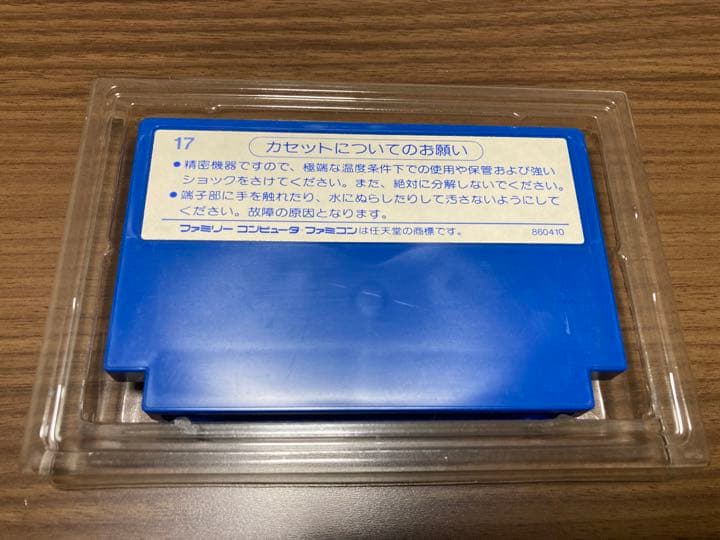 17
カセットについてのお願い
●精密機器ですので、極端な温度条件下での使用や保管および強い
ショックをさけてください。また、絶対に分解しないでください。
●端子部に手を触れたり、水にぬらしたりして汚さないようにして
ください。故障の原因となります。
ファミリー コンピュータ・ファミコンは任天堂の商標です。
860410